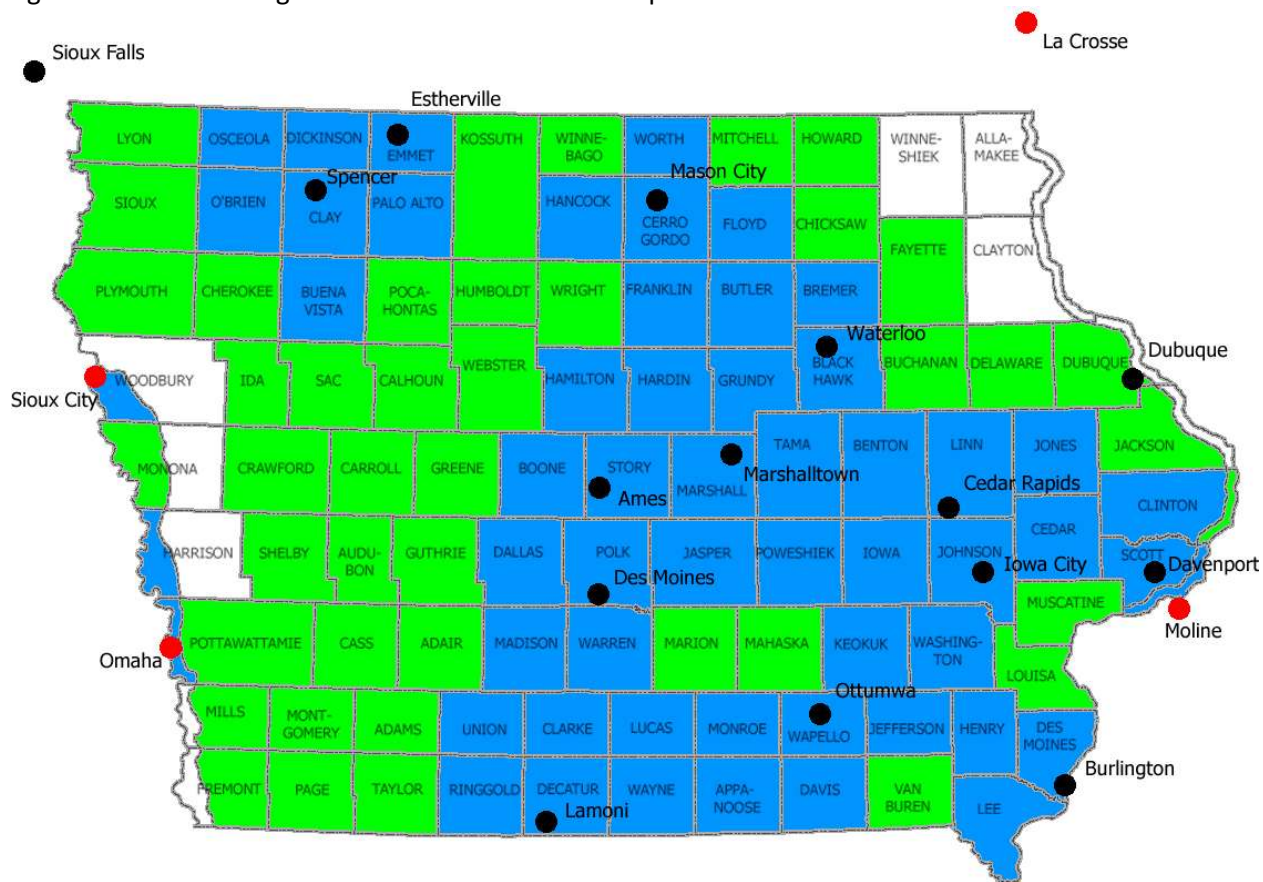 La Crosse
Sioux Falls
Estherville
LYON
OSCEOLA
DICKINSON
EMMET
KOSSUTH
WINNE-
BAGO
WORTH
MITCHELL
HOWARD
WINNE-
SHIEK
ALLA-
MAKEE
SIOUX
O'BRIEN
Spencer
CLAY
PALO ALTO
HANCOCK
Mason City
CERRO
GORDO
FLOYD
CHICKSAW
FAYETTE
CLAYTON
PLYMOUTH
CHEROKEE
BUENA
VISTA
POCA-
HONTAS
HUMBOLDT
WRIGHT
FRANKLIN
BUTLER
BREMER
Waterloo
BLACK
HAWK
BUCHANAN
DELAWARE
DUBUQUE
Dubuque
WOODBURY
Sioux City
IDA
SAC
CALHOUN
WEBSTER
HAMILTON
HARDIN
GRUNDY
TAMA
BENTON
LINN
JONES
JACKSON
MONONA
CRAWFORD
CARROLL
GREENE
BOONE
STORY
Ames
MARSHALL
Marshalltown
Cedar Rapids
CEDAR
CLINTON
HARRISON
SHELBY
AUDU-
BON
GUTHRIE
DALLAS
POLK
Des Moines
JASPER
POWESHIEK
IOWA
JOHNSON
Iowa City
SCOTT
Davenport
Moline
MUSCATINE
Omaha
POTTAWATTAMIE
CASS
ADAIR
MADISON
WARREN
MARION
MAHASKA
KEOKUK
WASHING-
TON
LOUISA
MILLS
MONT-
GOMERY
ADAMS
UNION
CLARKE
LUCAS
MONROE
Ottumwa
WAPELLO
JEFFERSON
HENRY
DES
MOINES
Burlington
FREMONT
PAGE
TAYLOR
RINGGOLD
DECATUR
Lamoni
WAYNE
APPA-
NOOSE
DAVIS
VAN
BUREN
LEE